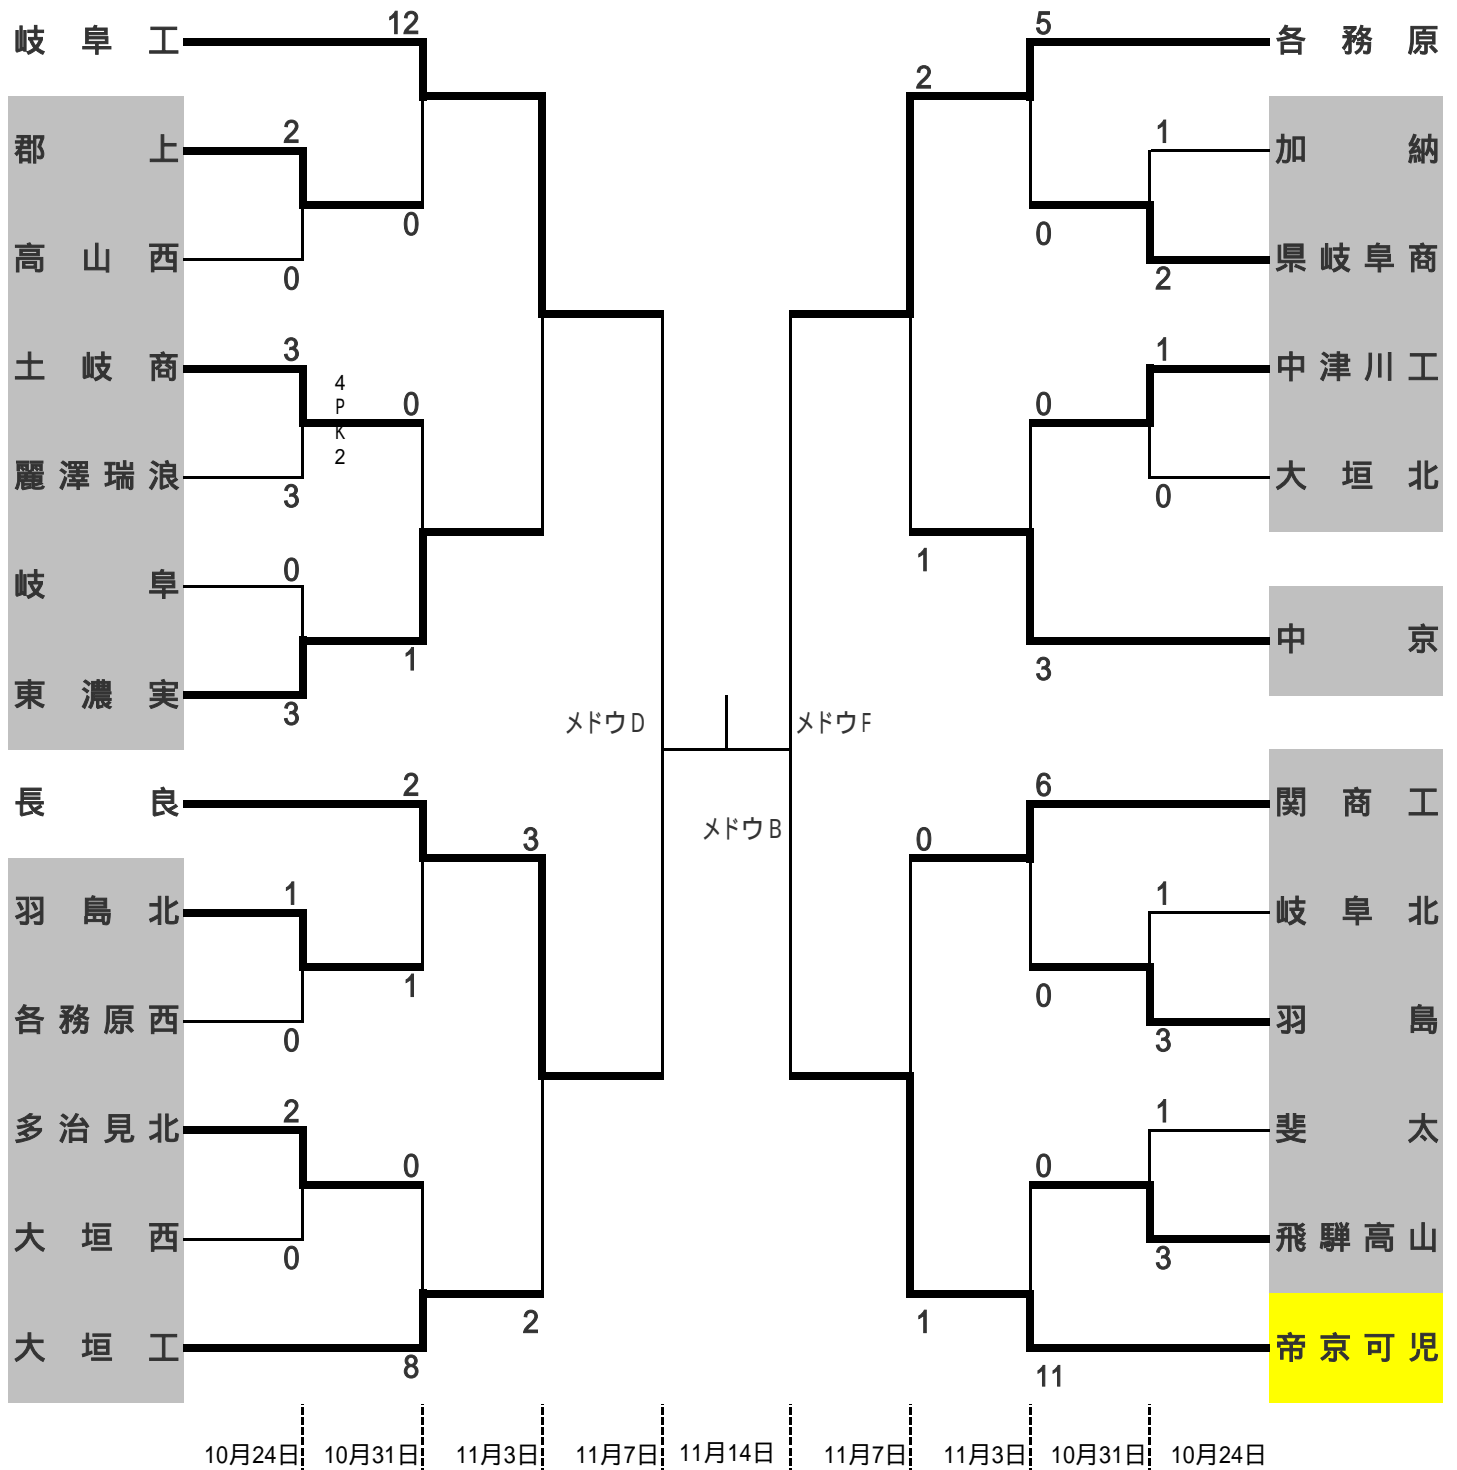 12
5
岐阜工
各務原
2
2
1
郡上
加納
0
0
高山西
県岐阜商
0
2
3
1
土岐商
中津川工
4PK2
0
0
麗澤瑞浪
大垣北
3
0
0
1
岐阜
中京
1
3
東濃実
3
メドウD
メドウF
2
6
長良
関商工
メドウB
3
0
1
1
羽島北
岐阜北
1
0
各務原西
羽島
0
3
2
1
多治見北
斐太
0
0
大垣西
飛騨高山
0
3
2
1
大垣工
帝京可児
8
11
10月24日 10月31日 11月3日 11月7日 11月14日 11月7日 11月3日 10月31日 10月24日